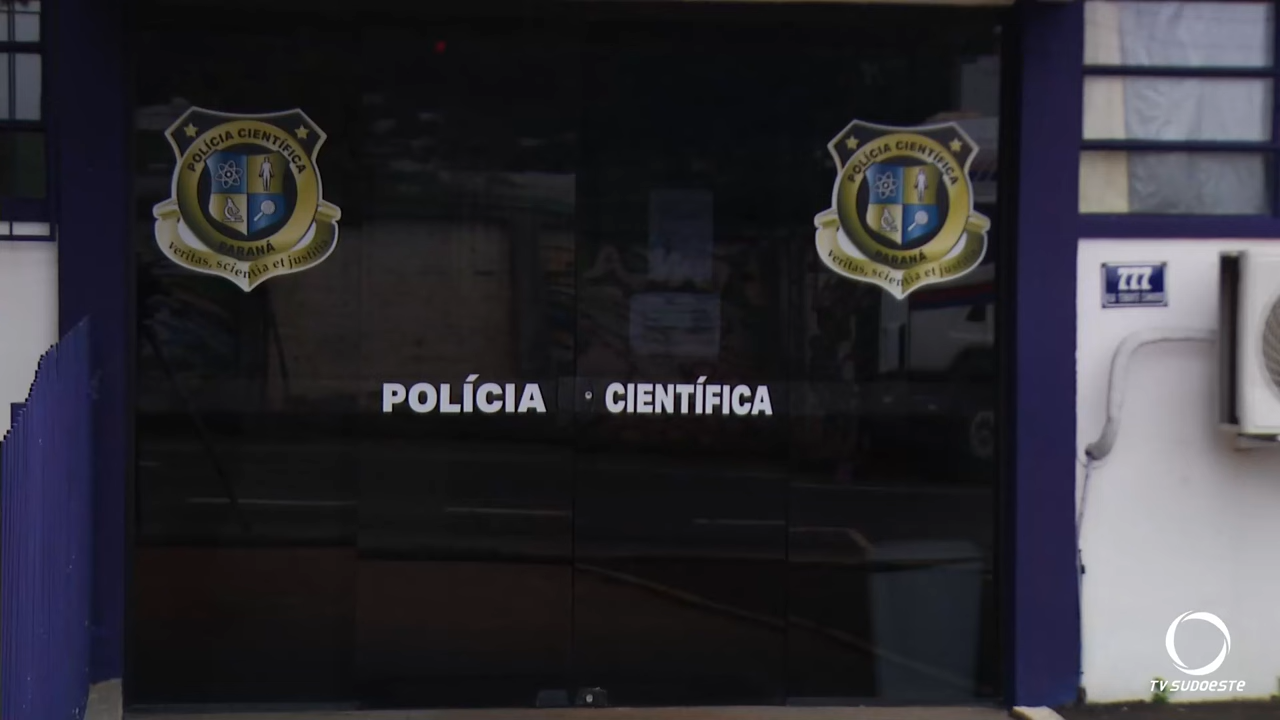 POLÍCIA CIENTÍFICA
PARANÁ
Veritas, scientia et justitia
POLÍCIA CIENTÍFICA
PARANÁ
Veritas, scientia et justitia
777
POLÍCIA CIENTÍFICA
TV SUDOESTE